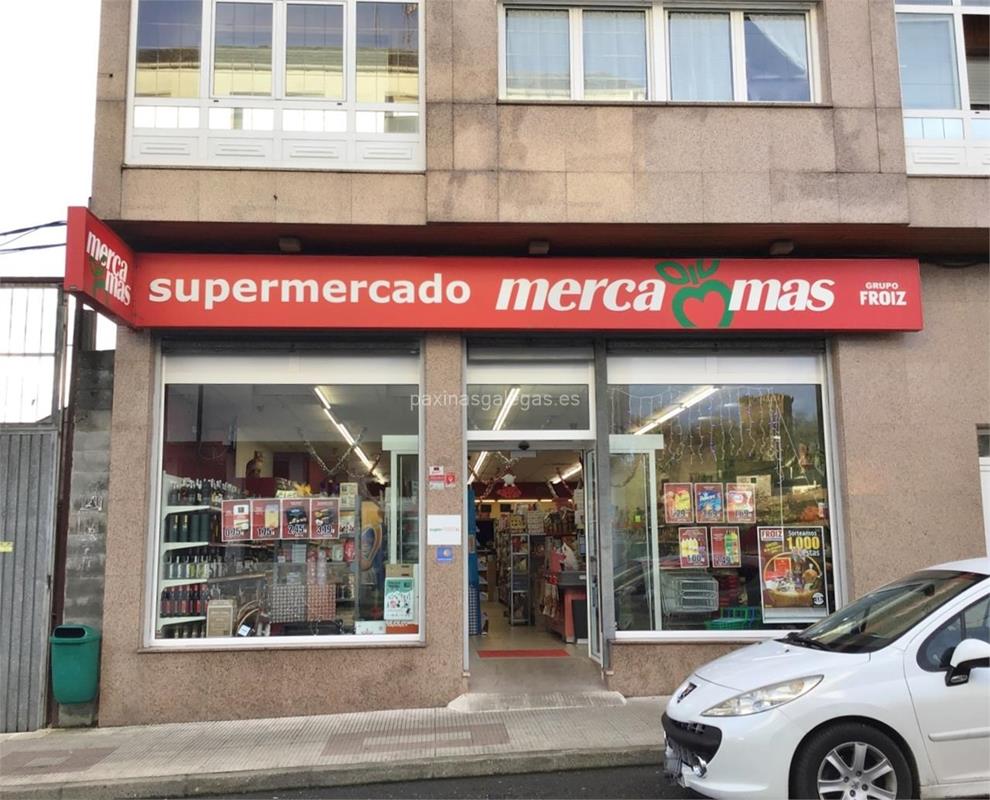 merca
mas
supermercado merca mas
GRUPO
FROIZ
paxinasgalegas.es
FROIZ
Sorteamos
1.000